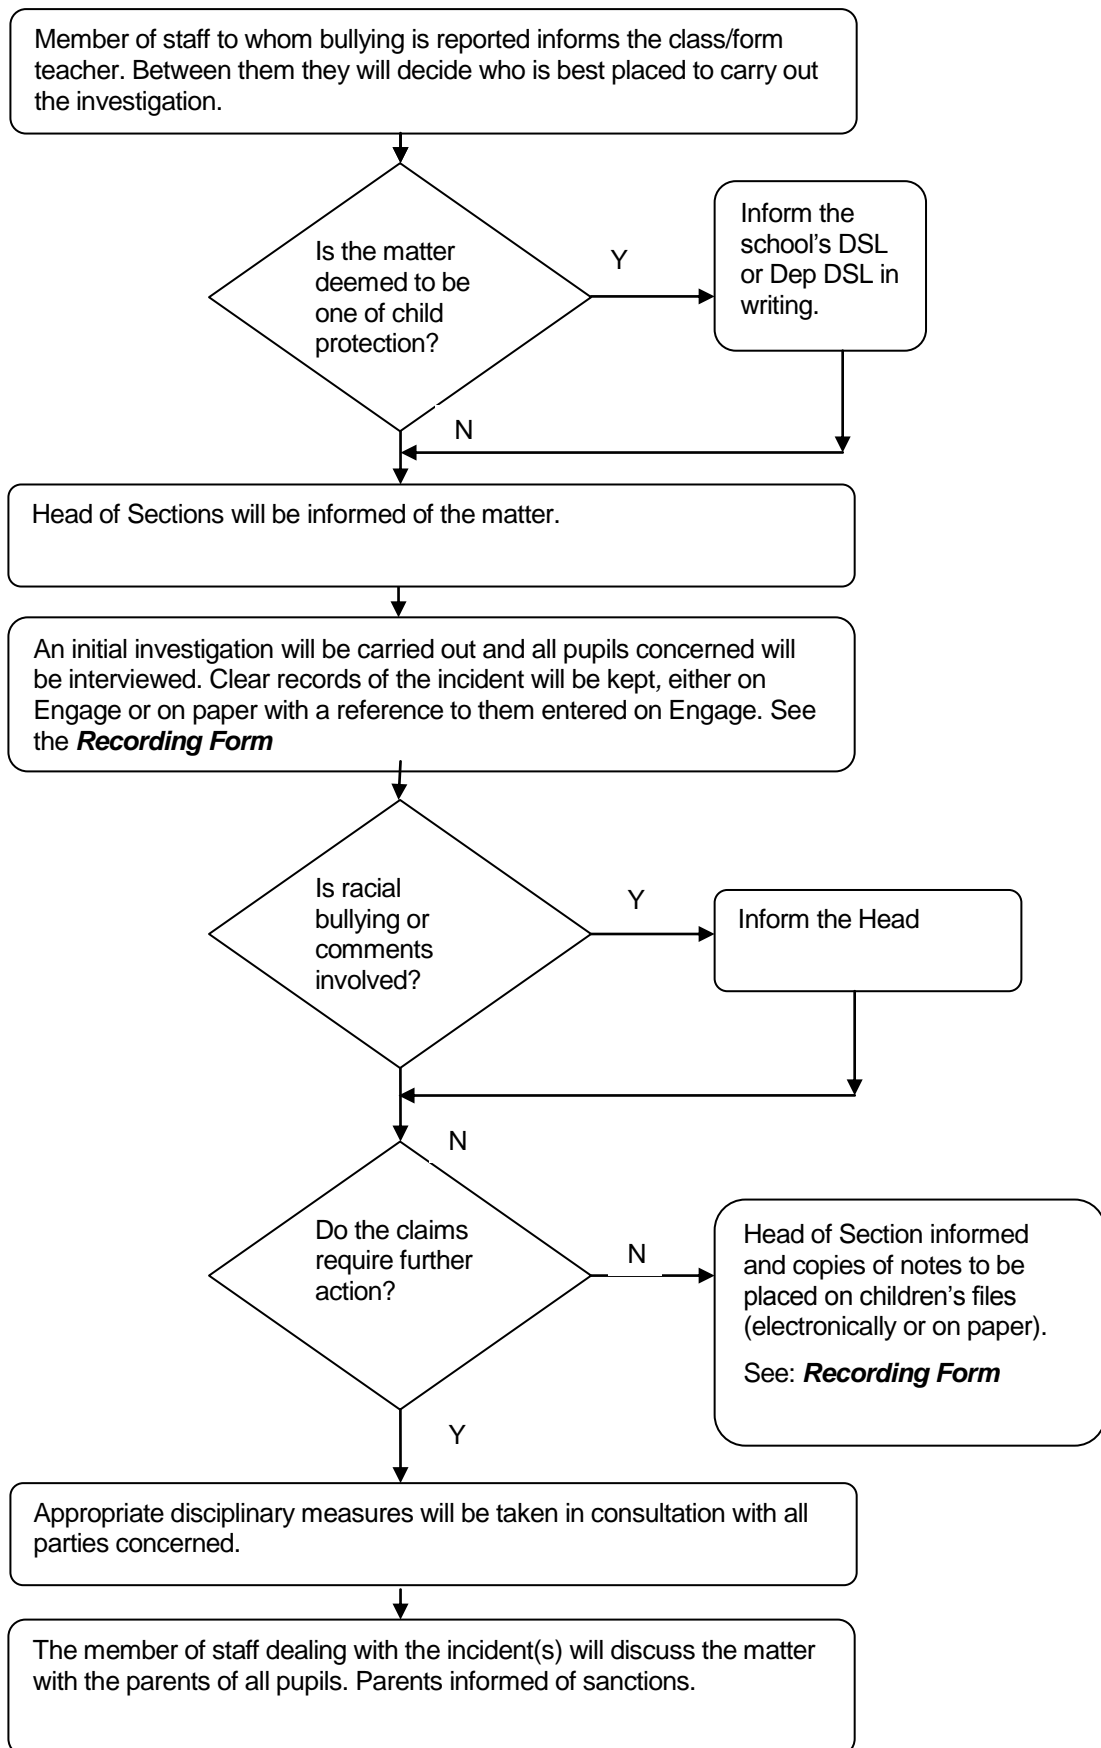 Member of staff to whom bullying is reported informs the class/form
teacher. Between them they will decide who is best placed to carry out
the investigation.
Is the matter
deemed to be
one of child
protection?
Y
Inform the
school's DSL
or Dep DSL in
writing.
N
Head of Sections will be informed of the matter.
An initial investigation will be carried out and all pupils concerned will
be interviewed. Clear records of the incident will be kept, either on
Engage or on paper with a reference to them entered on Engage. See
the Recording Form
Is racial
bullying or
comments
involved?
Y
Inform the Head
N
Do the claims
require further
action?
N
Head of Section informed
and copies of notes to be
placed on children's files
(electronically or on paper).
See: Recording Form
Y
Appropriate disciplinary measures will be taken in consultation with all
parties concerned.
The member of staff dealing with the incident(s) will discuss the matter
with the parents of all pupils. Parents informed of sanctions.